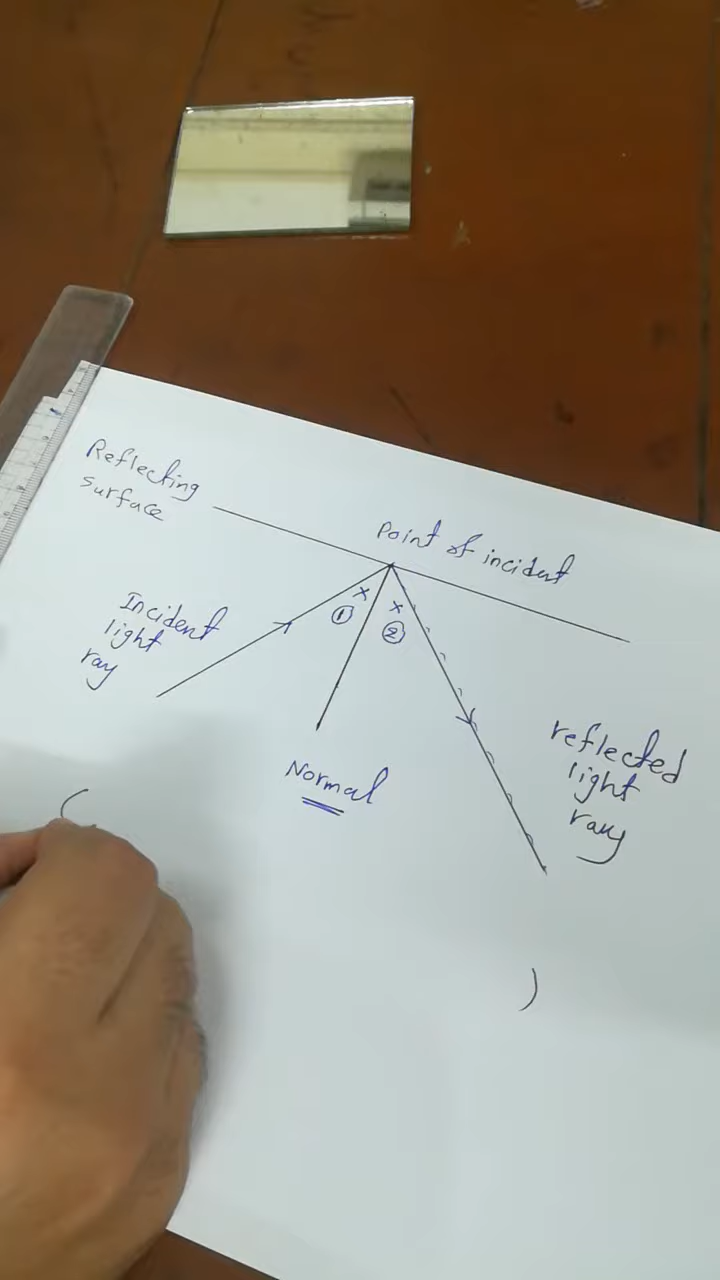 Reflecting
surface
Point of incident
Incident
light
ray
x
①
x
②
Normal
reflected
light
ray
(
)